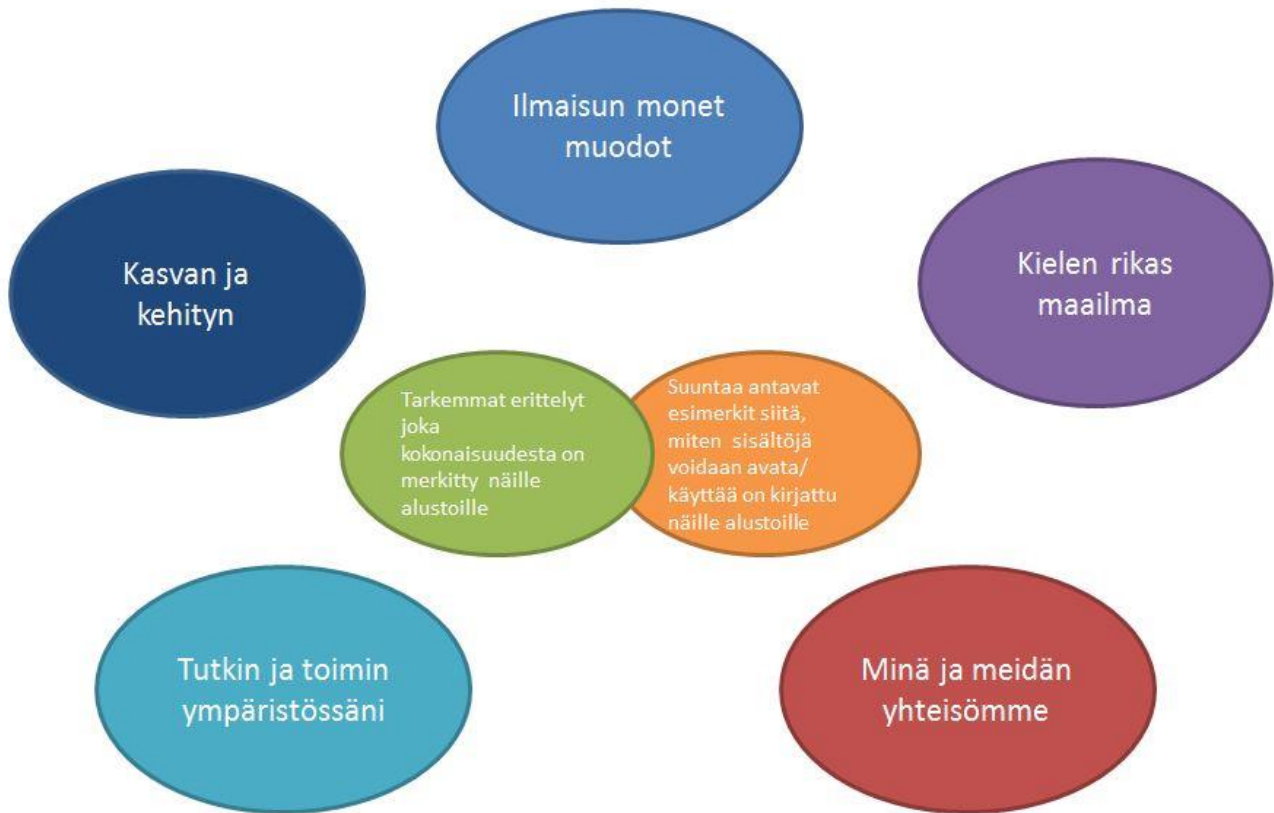 Ilmaisun monet
muodot
Kasvan ja
kehityn
Kielen rikas
maailma
Tarkemmat erittelyt
joka
kokonaisuudesta on
merkitty näille
alustoille
Suuntaa antavat
esimerkit siitä,
miten sisältöjä
voidaan avata/
käyttää on kirjattu
näille alustoille
Tutkin ja toimin
ympäristössäni
Minä ja meidän
yhteisömme